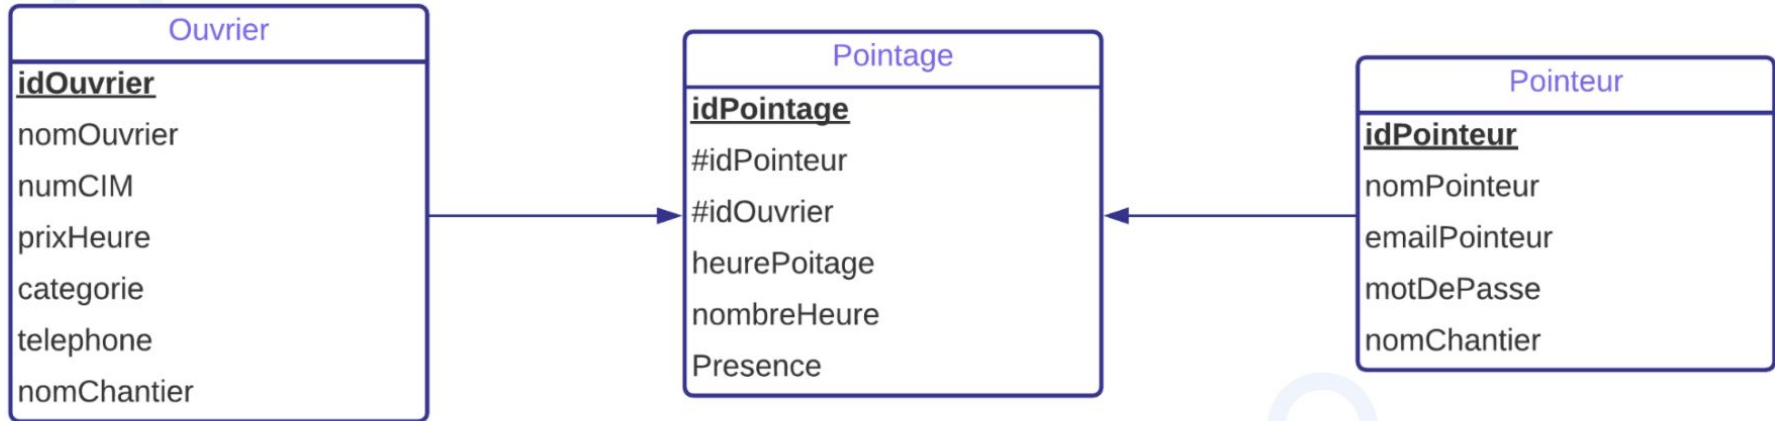 Ouvrier
idOuvrier
nomOuvrier
numCIM
prixHeure
categorie
telephone
nomChantier
Pointage
idPointage
#idPointeur
#idOuvrier
heurePoitage
nombreHeure
Presence
Pointeur
idPointeur
nomPointeur
emailPointeur
motDePasse
nomChantier